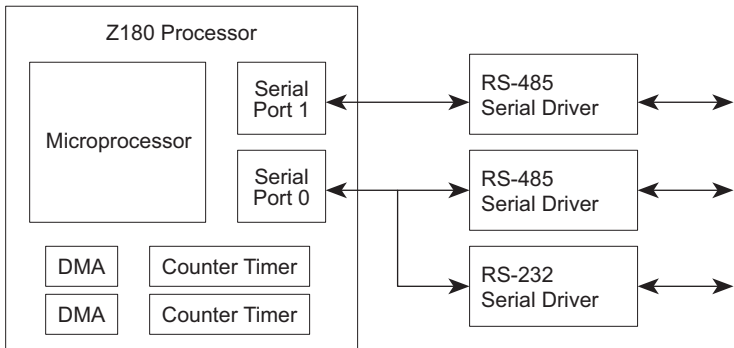 Z180 Processor
Microprocessor
Serial
Port 1
Serial
Port 0
DMA
Counter Timer
DMA
Counter Timer
RS-485
Serial Driver
RS-485
Serial Driver
RS-232
Serial Driver